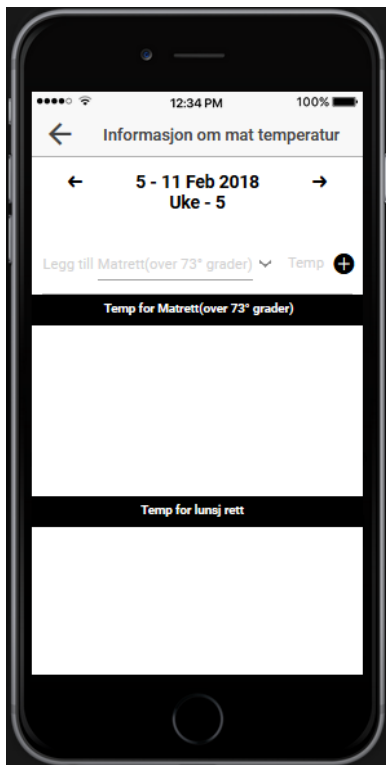 12:34 PM
100%
Informasjon om mat temperatur
5 - 11 Feb 2018
Uke - 5
Legg till Matrett(over 73° grader) Temp
Temp for Matrett(over 73° grader)
Temp for lunsj rett